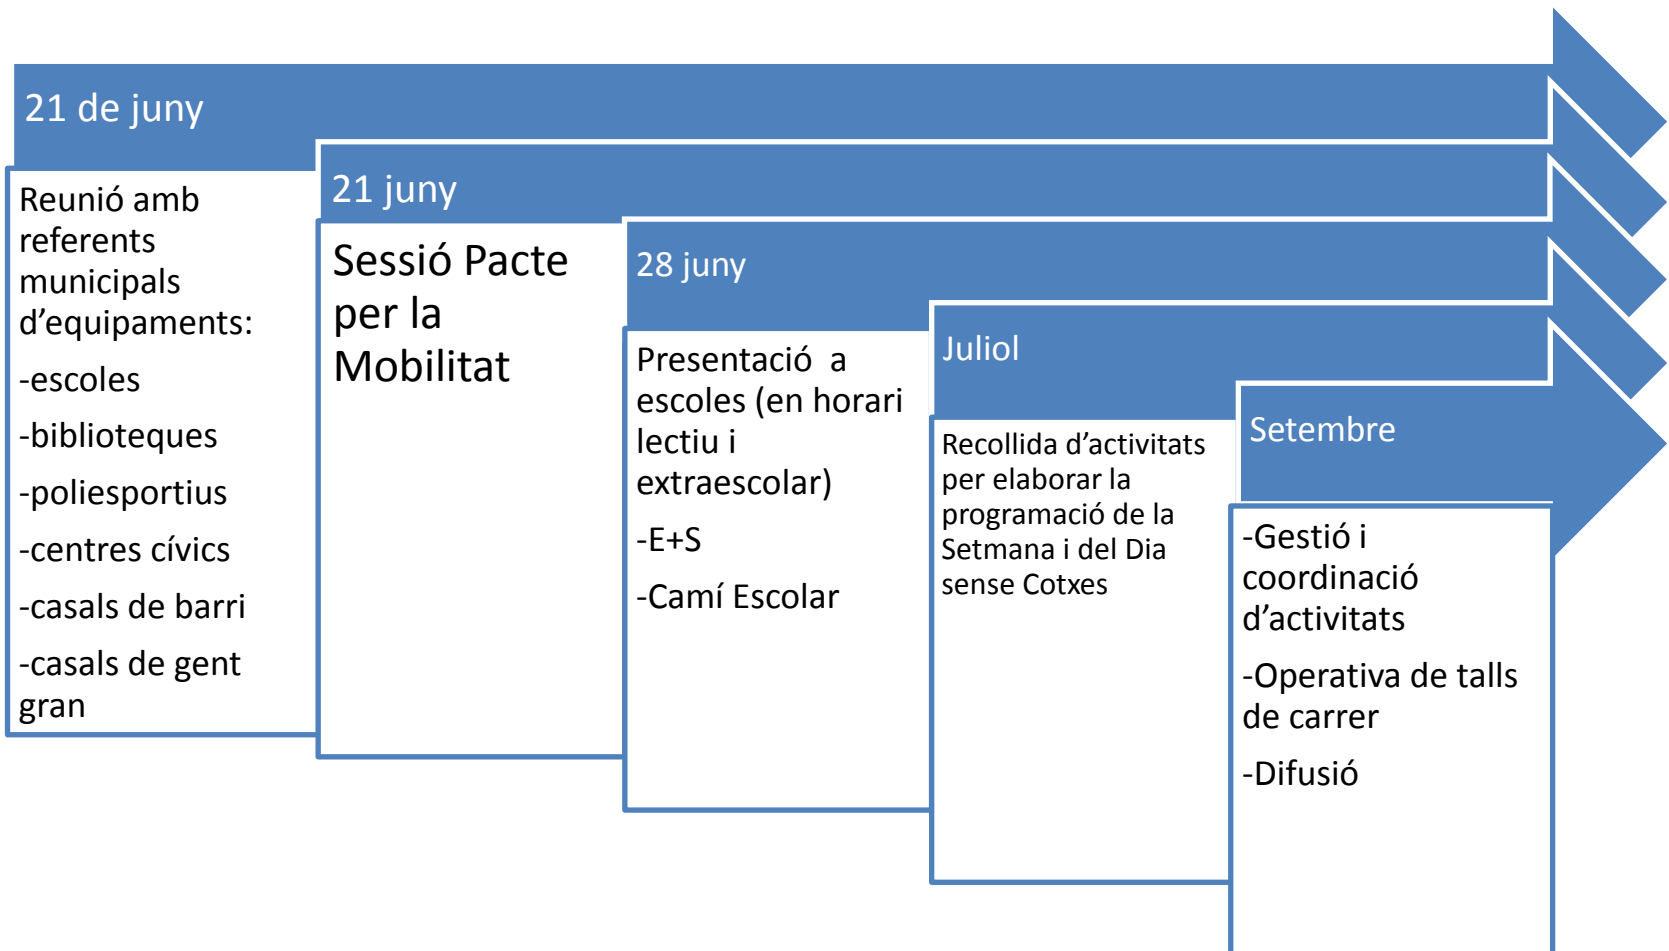 21 de juny
Reunió amb
referents
municipals
d’equipaments:
-escoles
-biblioteques
-poliesportius
-centres cívics
-casals de barri
-casals de gent
gran
21 juny
Sessió Pacte
per la
Mobilitat
28 juny
Presentació  a
escoles (en horari
lectiu i
extraescolar)
-E+S
-Camí Escolar
Juliol
Recollida d’activitats
per elaborar la
programació de la
Setmana i del Dia
sense Cotxes
Setembre
-Gestió i
coordinació
d’activitats
-Operativa de talls
de carrer
-Difusió